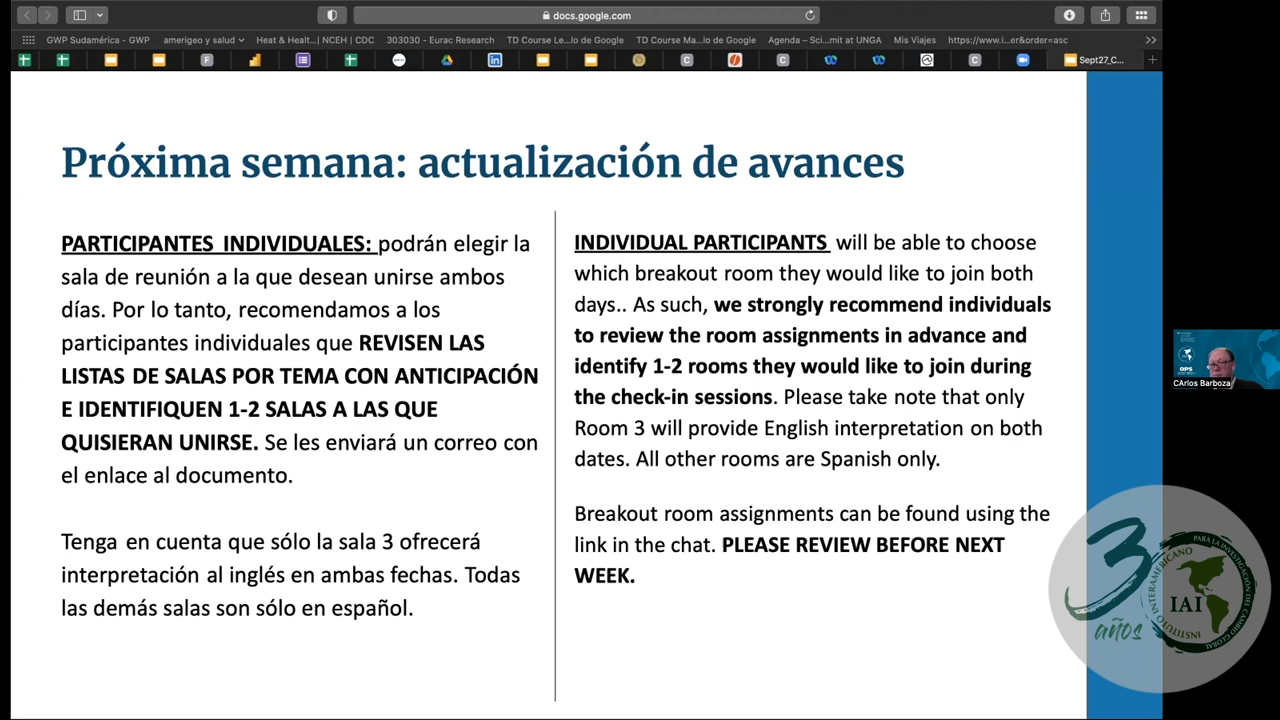 docs.google.com
GWP Sudamérica - GWP
amerigeo y salud
Heat & Healt...| NCEH | CDC
303030 - Eurac Research
TD Course Le...lo de Google
TD Course Ma...lo de Google
Agenda – Sci...mit at UNGA
Mis Viajes
https://www.i...er&order=asc
Sept27_C...
Próxima semana: actualización de avances
PARTICIPANTES INDIVIDUALES: podrán elegir la
sala de reunión a la que desean unirse ambos
días. Por lo tanto, recomendamos a los
participantes individuales que REVISEN LAS
LISTAS DE SALAS POR TEMA CON ANTICIPACIÓN
E IDENTIFIQUEN 1-2 SALAS A LAS QUE
QUISIERAN UNIRSE. Se les enviará un correo con
el enlace al documento.
Tenga en cuenta que sólo la sala 3 ofrecerá
interpretación al inglés en ambas fechas. Todas
las demás salas son sólo en español.
INDIVIDUAL PARTICIPANTS will be able to choose
which breakout room they would like to join both
days.. As such, we strongly recommend individuals
to review the room assignments in advance and
identify 1-2 rooms they would like to join during
the check-in sessions. Please take note that only
Room 3 will provide English interpretation on both
dates. All other rooms are Spanish only.
Breakout room assignments can be found using the
link in the chat. PLEASE REVIEW BEFORE NEXT
WEEK.
OPS
CArlos Barboza
3
años
INSTITUTO INTERAMERICANO PARA LA INVESTIGACIÓN DEL CAMBIO GLOBAL
IAI